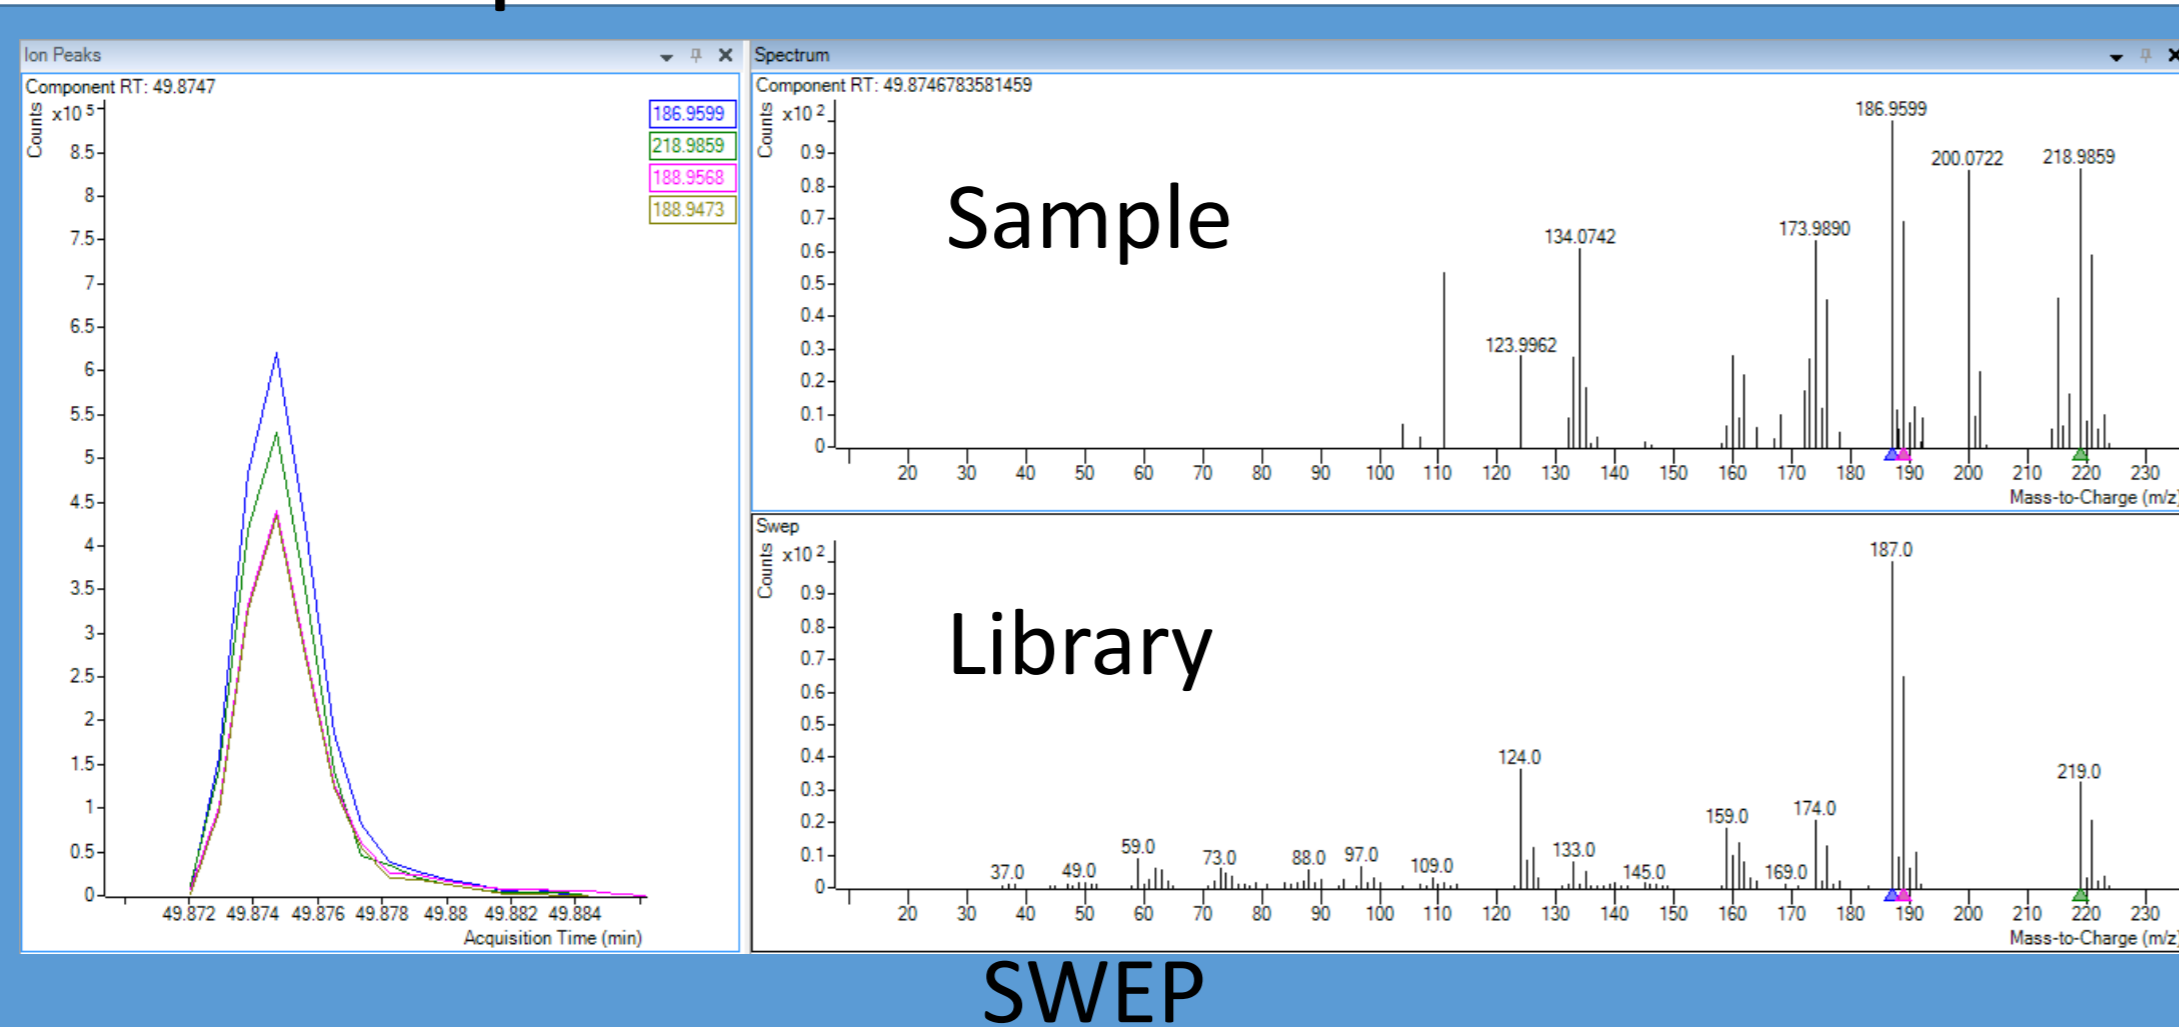 Ion Peaks
Component RT: 49.8747
Counts
x10 5
8.5
8
7.5
7
6.5
6
5.5
5
4.5
4
3.5
3
2.5
2
1.5
1
0.5
0
186.9599
218.9859
188.9568
188.9473
49.872 49.874 49.876 49.878 49.88 49.882 49.884
Acquisition Time (min)
Spectrum
Component RT: 49.8746783581459
Counts
x10 2
0.9
0.8
0.7
0.6
0.5
0.4
0.3
0.2
0.1
0
Sample
186.9599
200.0722 218.9859
134.0742 173.9890
123.9962
20 30 40 50 60 70 80 90 100 110 120 130 140 150 160 170 180 190 200 210 220 230
Mass-to-Charge (m/z)
Swep
Counts
x10 2
0.9
0.8
0.7
0.6
0.5
0.4
0.3
0.2
0.1
0
Library
187.0
124.0
219.0
159.0 174.0
37.0 49.0 59.0 73.0 88.0 97.0 109.0 133.0 145.0 169.0
20 30 40 50 60 70 80 90 100 110 120 130 140 150 160 170 180 190 200 210 220 230
Mass-to-Charge (m/z)
SWEP